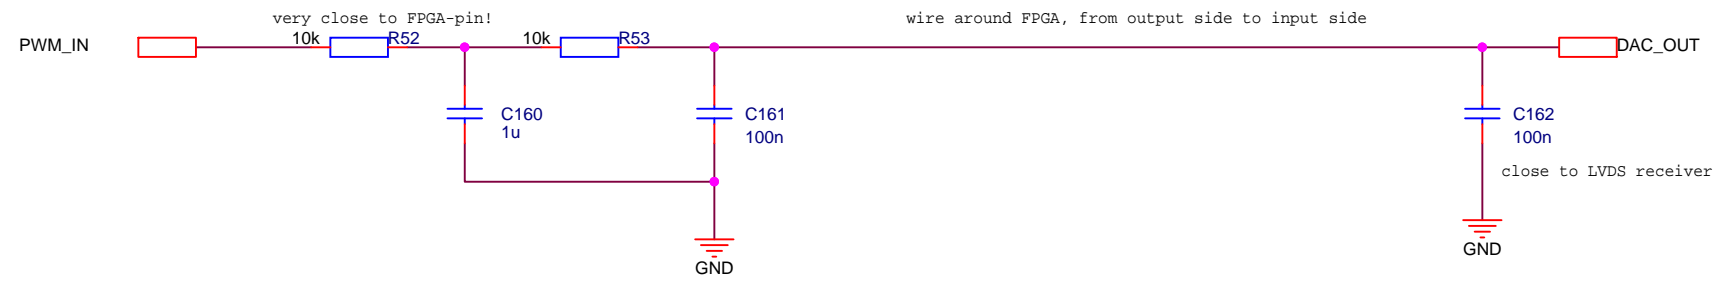 very close to FPGA-pin!
wire around FPGA, from output side to input side
PWM_IN
10k
R52
10k
R53
DAC_OUT
C160
1u
C161
100n
C162
100n
close to LVDS receiver
GND
GND